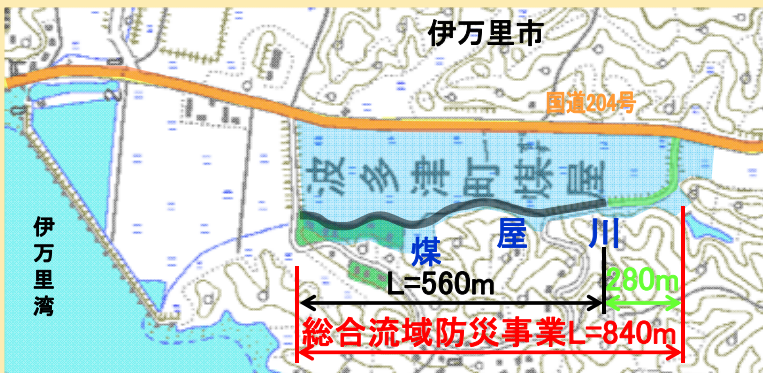 伊万里市
国道204号
波多津町煤屋
伊万里湾
煤屋川
L=560m
280m
総合流域防災事業L=840m